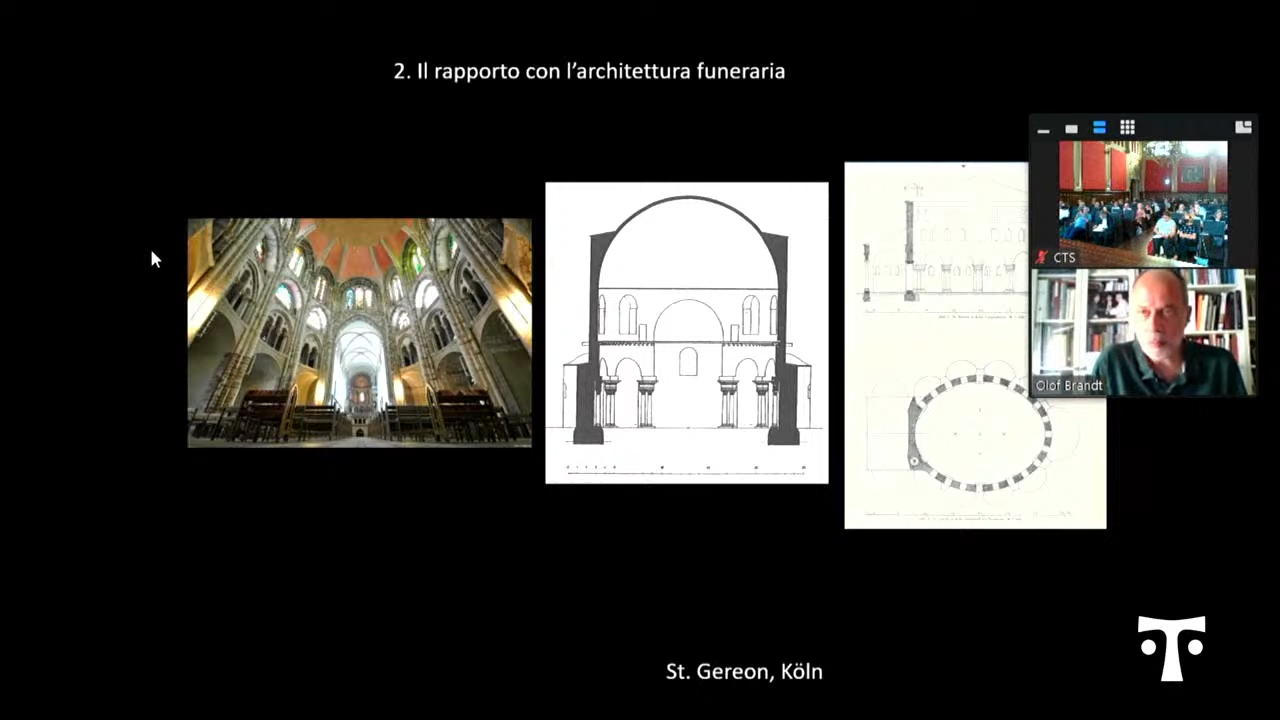 2. Il rapporto con l’architettura funeraria
CTS
Olof Brandt
St. Gereon, Köln